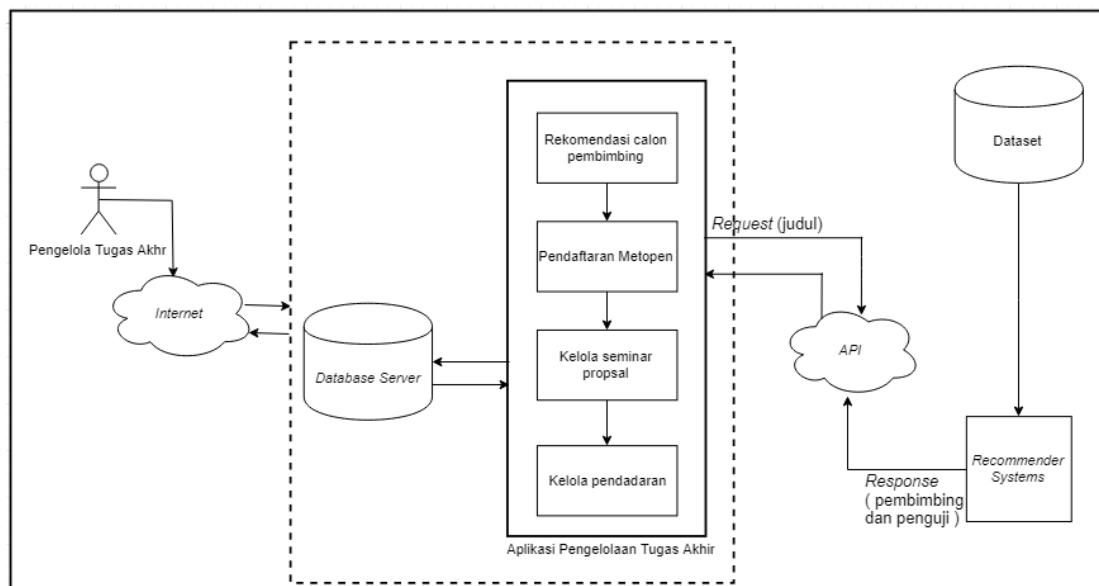 Pengelola Tugas Akhr
Internet
Database Server
Rekomendasi calon
pembimbing
Pendaftaran Metopen
Kelola seminar
propsal
Kelola pendadaran
Aplikasi Pengelolaan Tugas Akhir
Request (judul)
API
Response
( pembimbing
dan penguji )
Dataset
Recommender
Systems